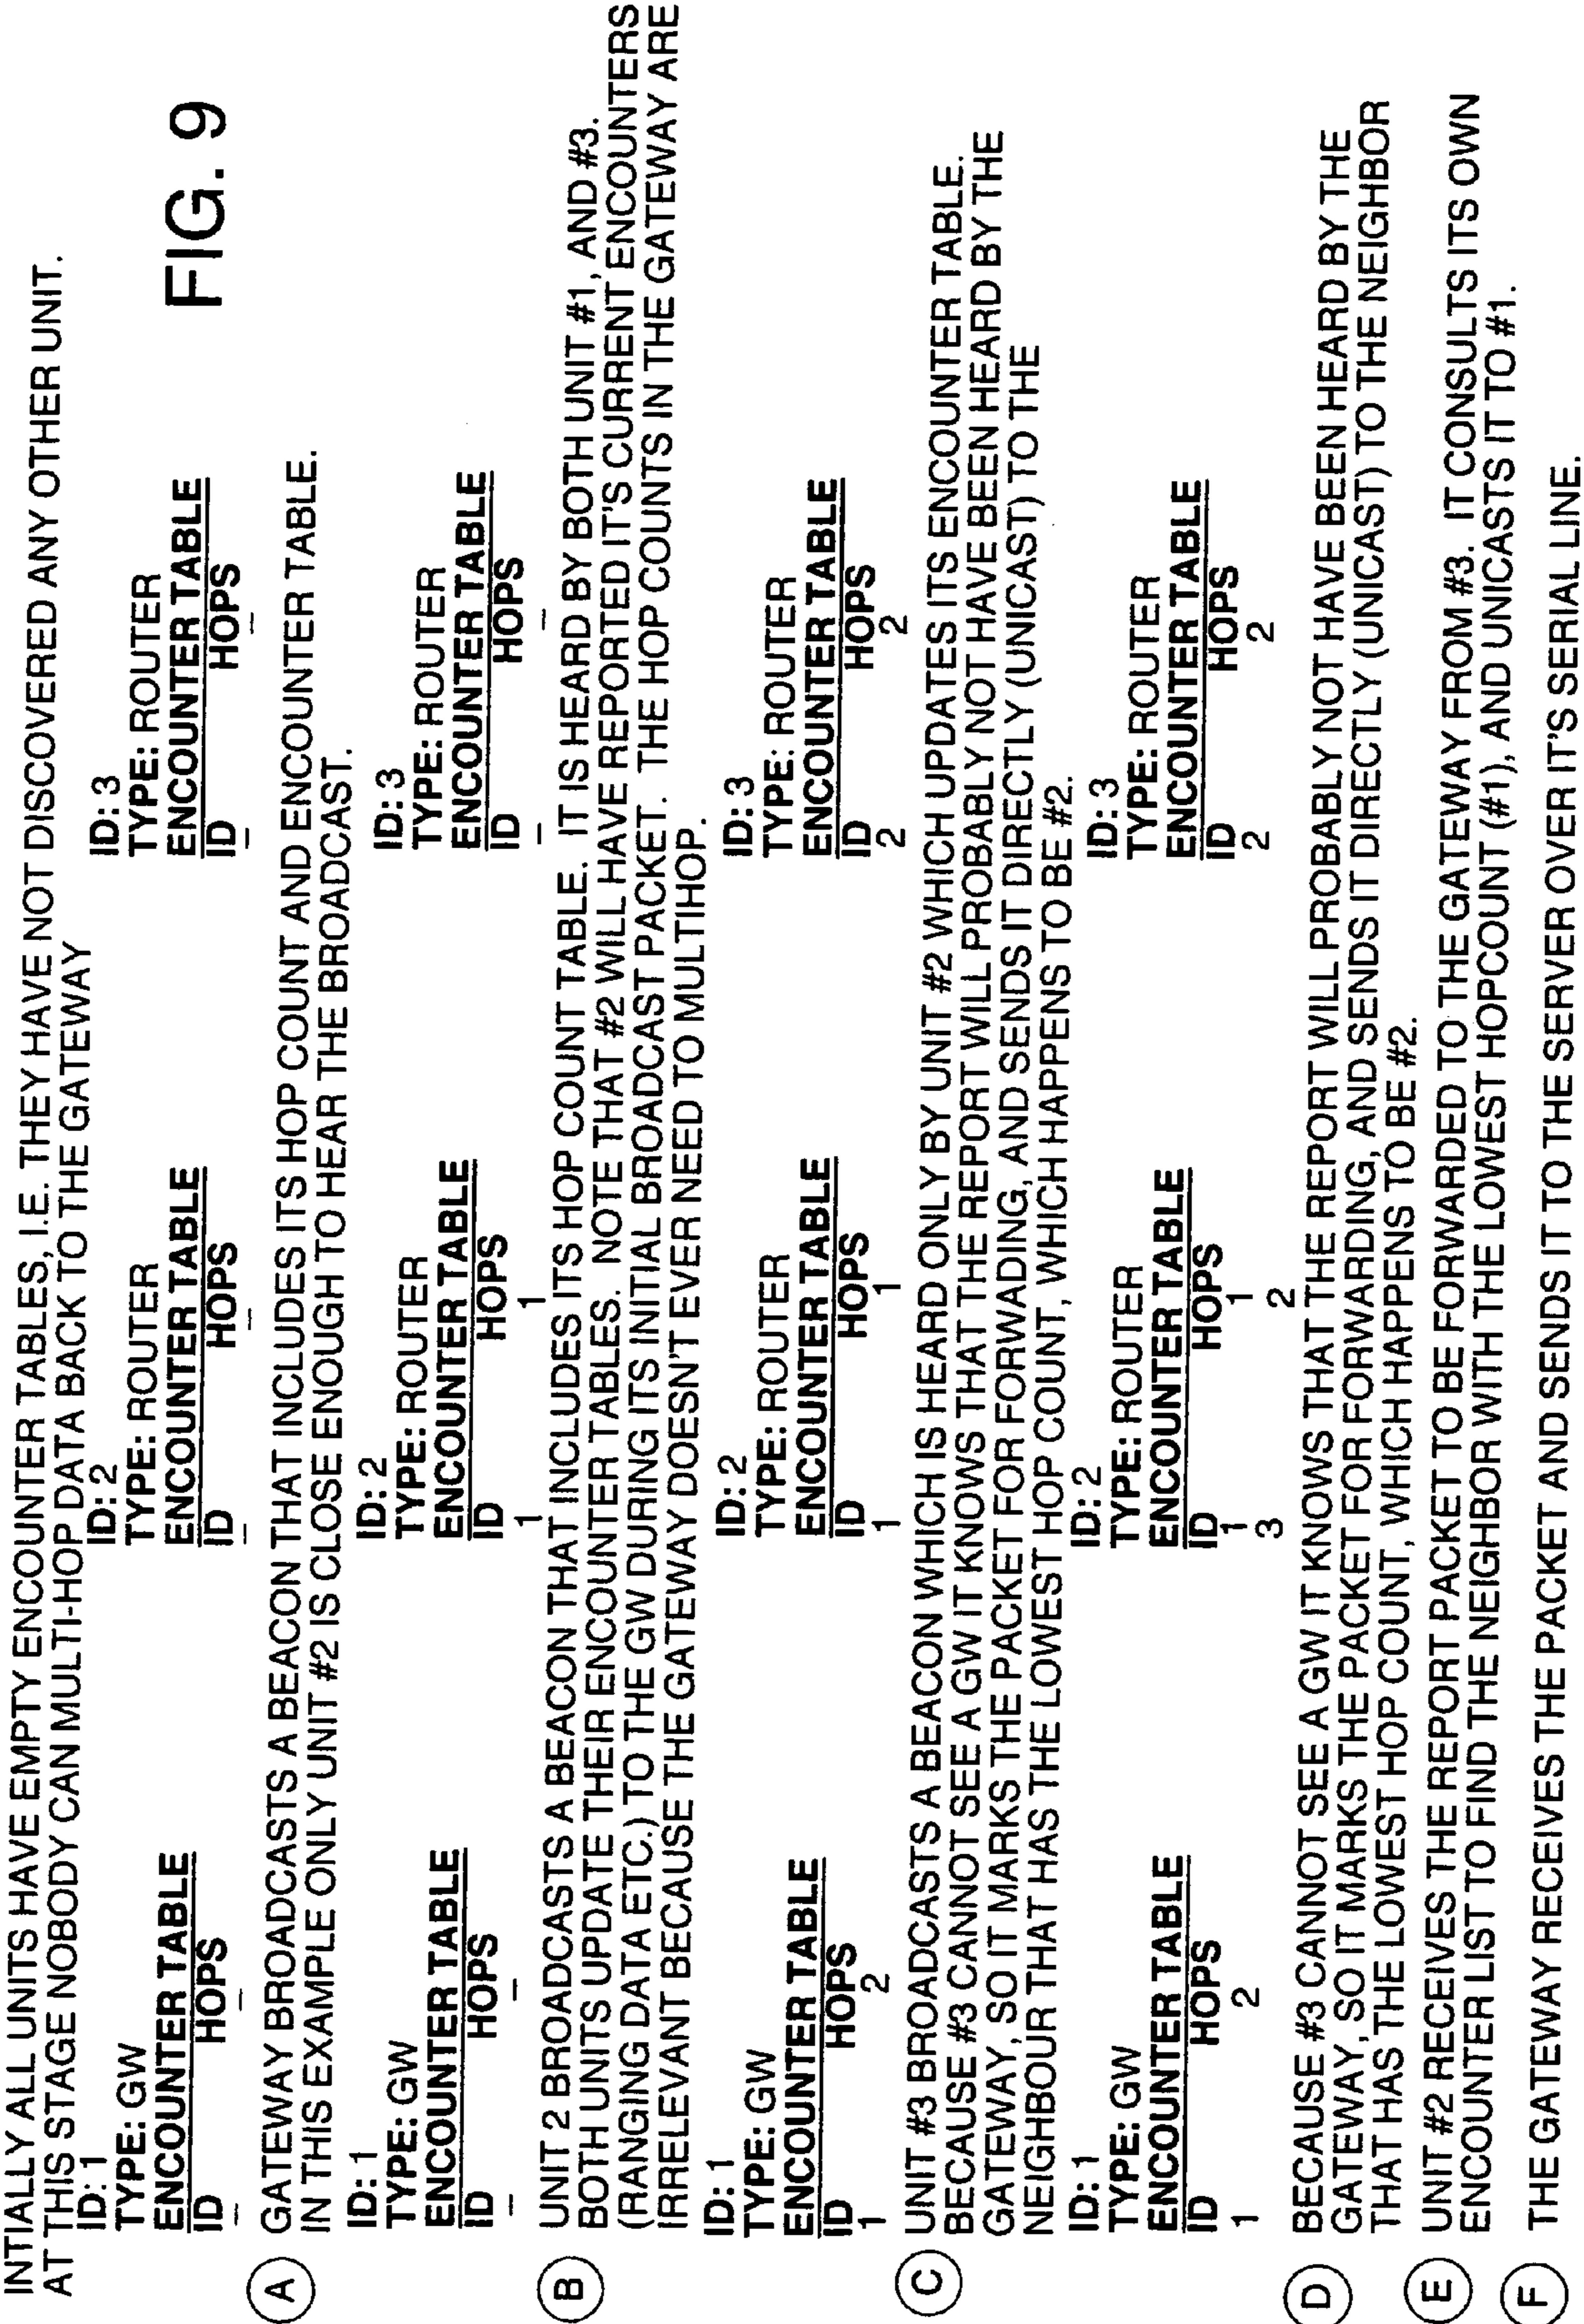 INTIALLY ALL UNITS HAVE EMPTY ENCOUNTER TABLES, I.E. THEY HAVE NOT DISCOVERED ANY OTHER UNIT.
AT THIS STAGE NOBODY CAN MULTI-HOP DATA BACK TO THE GATEWAY
ID: 1 ID: 2 ID: 3
TYPE: GW TYPE: ROUTER TYPE: ROUTER
ENCOUNTER TABLE ENCOUNTER TABLE ENCOUNTER TABLE
ID HOPS ID HOPS ID HOPS
– – – – – –
FIG. 9
A GATEWAY BROADCASTS A BEACON THAT INCLUDES ITS HOP COUNT AND ENCOUNTER TABLE.
IN THIS EXAMPLE ONLY UNIT #2 IS CLOSE ENOUGH TO HEAR THE BROADCAST.
ID: 1 ID: 2 ID: 3
TYPE: GW TYPE: ROUTER TYPE: ROUTER
ENCOUNTER TABLE ENCOUNTER TABLE ENCOUNTER TABLE
ID HOPS ID HOPS ID HOPS
– – 1 1 – –
B UNIT 2 BROADCASTS A BEACON THAT INCLUDES ITS HOP COUNT TABLE. IT IS HEARD BY BOTH UNIT #1, AND #3.
BOTH UNITS UPDATE THEIR ENCOUNTER TABLES. NOTE THAT #2 WILL HAVE REPORTED IT'S CURRENT ENCOUNTERS
(RANGING DATA ETC.) TO THE GW DURING ITS INITIAL BROADCAST PACKET. THE HOP COUNTS IN THE GATEWAY ARE
IRRELEVANT BECAUSE THE GATEWAY DOESN'T EVER NEED TO MULTIHOP.
ID: 1 ID: 2 ID: 3
TYPE: GW TYPE: ROUTER TYPE: ROUTER
ENCOUNTER TABLE ENCOUNTER TABLE ENCOUNTER TABLE
ID HOPS ID HOPS ID HOPS
1 2 1 1 2 2
C UNIT #3 BROADCASTS A BEACON WHICH IS HEARD ONLY BY UNIT #2 WHICH UPDATES ITS ENCOUNTER TABLE.
BECAUSE #3 CANNOT SEE A GW IT KNOWS THAT THE REPORT WILL PROBABLY NOT HAVE BEEN HEARD BY THE
GATEWAY, SO IT MARKS THE PACKET FOR FORWARDING, AND SENDS IT DIRECTLY (UNICAST) TO THE
NEIGHBOUR THAT HAS THE LOWEST HOP COUNT, WHICH HAPPENS TO BE #2.
ID: 1 ID: 2 ID: 3
TYPE: GW TYPE: ROUTER TYPE: ROUTER
ENCOUNTER TABLE ENCOUNTER TABLE ENCOUNTER TABLE
ID HOPS ID HOPS ID HOPS
1 2 1 1 2 2
3 2
D BECAUSE #3 CANNOT SEE A GW IT KNOWS THAT THE REPORT WILL PROBABLY NOT HAVE BEEN HEARD BY THE
GATEWAY, SO IT MARKS THE PACKET FOR FORWARDING, AND SENDS IT DIRECTLY (UNICAST) TO THE NEIGHBOR
THAT HAS THE LOWEST HOP COUNT, WHICH HAPPENS TO BE #2.
E UNIT #2 RECEIVES THE REPORT PACKET TO BE FORWARDED TO THE GATEWAY FROM #3. IT CONSULTS ITS OWN
ENCOUNTER LIST TO FIND THE NEIGHBOR WITH THE LOWEST HOPCOUNT (#1), AND UNICASTS IT TO #1.
F THE GATEWAY RECEIVES THE PACKET AND SENDS IT TO THE SERVER OVER IT'S SERIAL LINE.